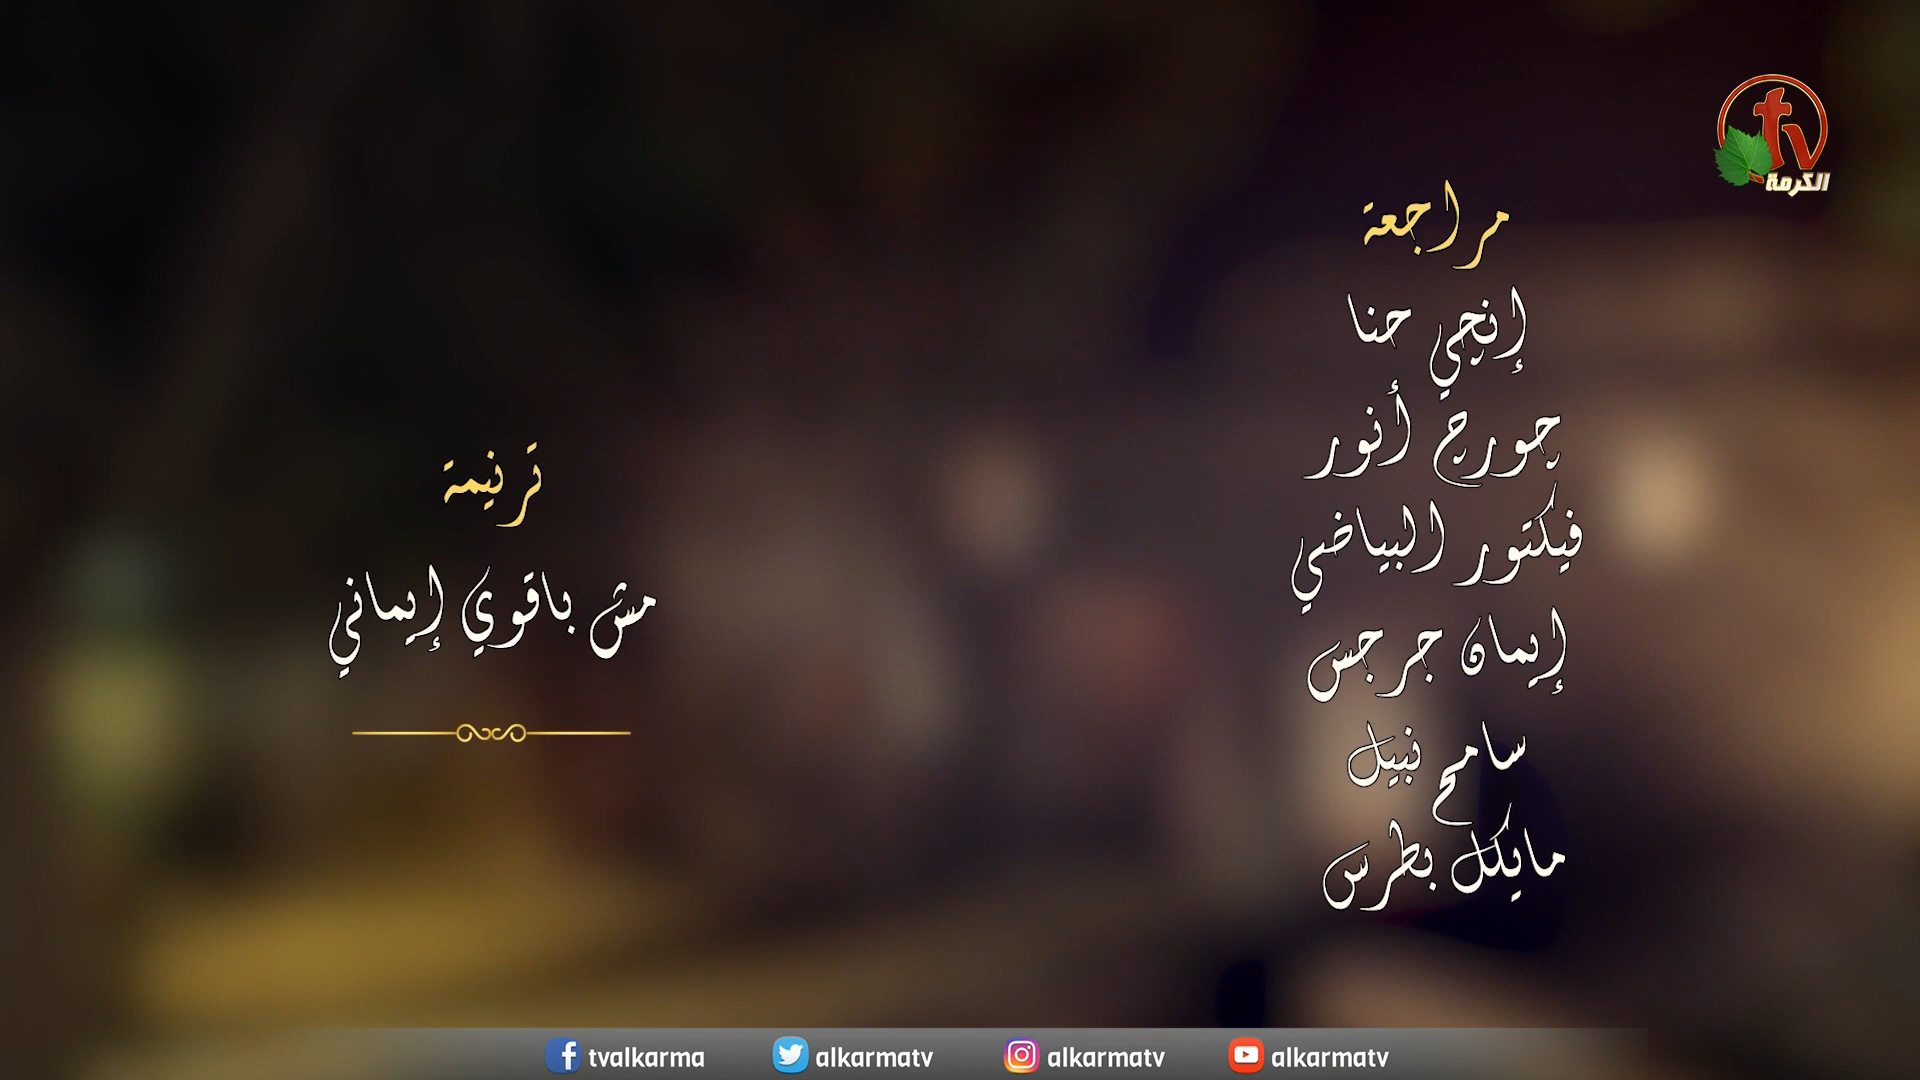 tv
الكرمة
مراجعة
إنجي حنا
جورج أنور
فيكتور البياضي
إيمان جرجس
سامح نبيل
مايكل بطرس
ترنيمة
مش باقوي إيماني
tvalkarma
alkarmatv
alkarmatv
alkarmatv